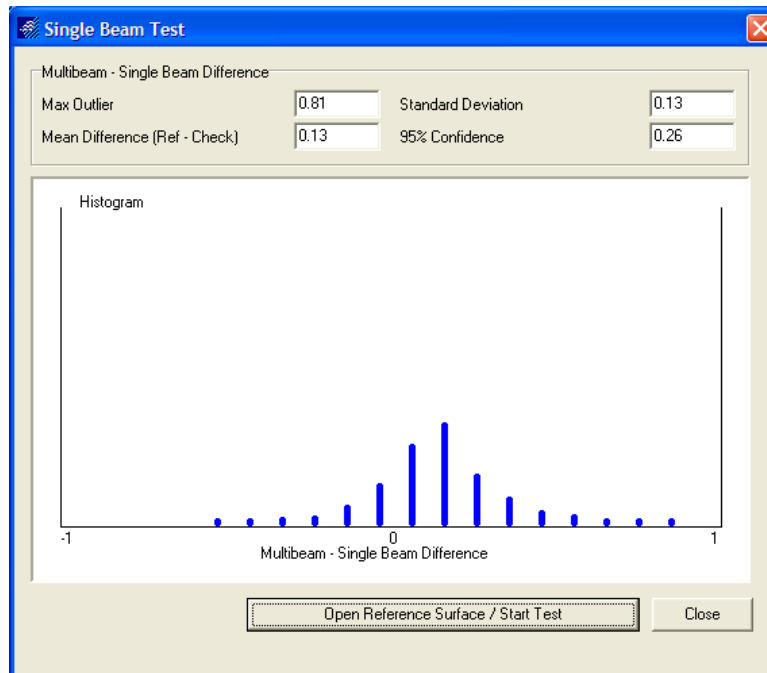 Single Beam Test
Multibeam - Single Beam Difference
Max Outlier 0.81 Standard Deviation 0.13
Mean Difference (Ref - Check) 0.13 95% Confidence 0.26
Histogram
-1 0 1
Multibeam - Single Beam Difference
Open Reference Surface / Start Test Close